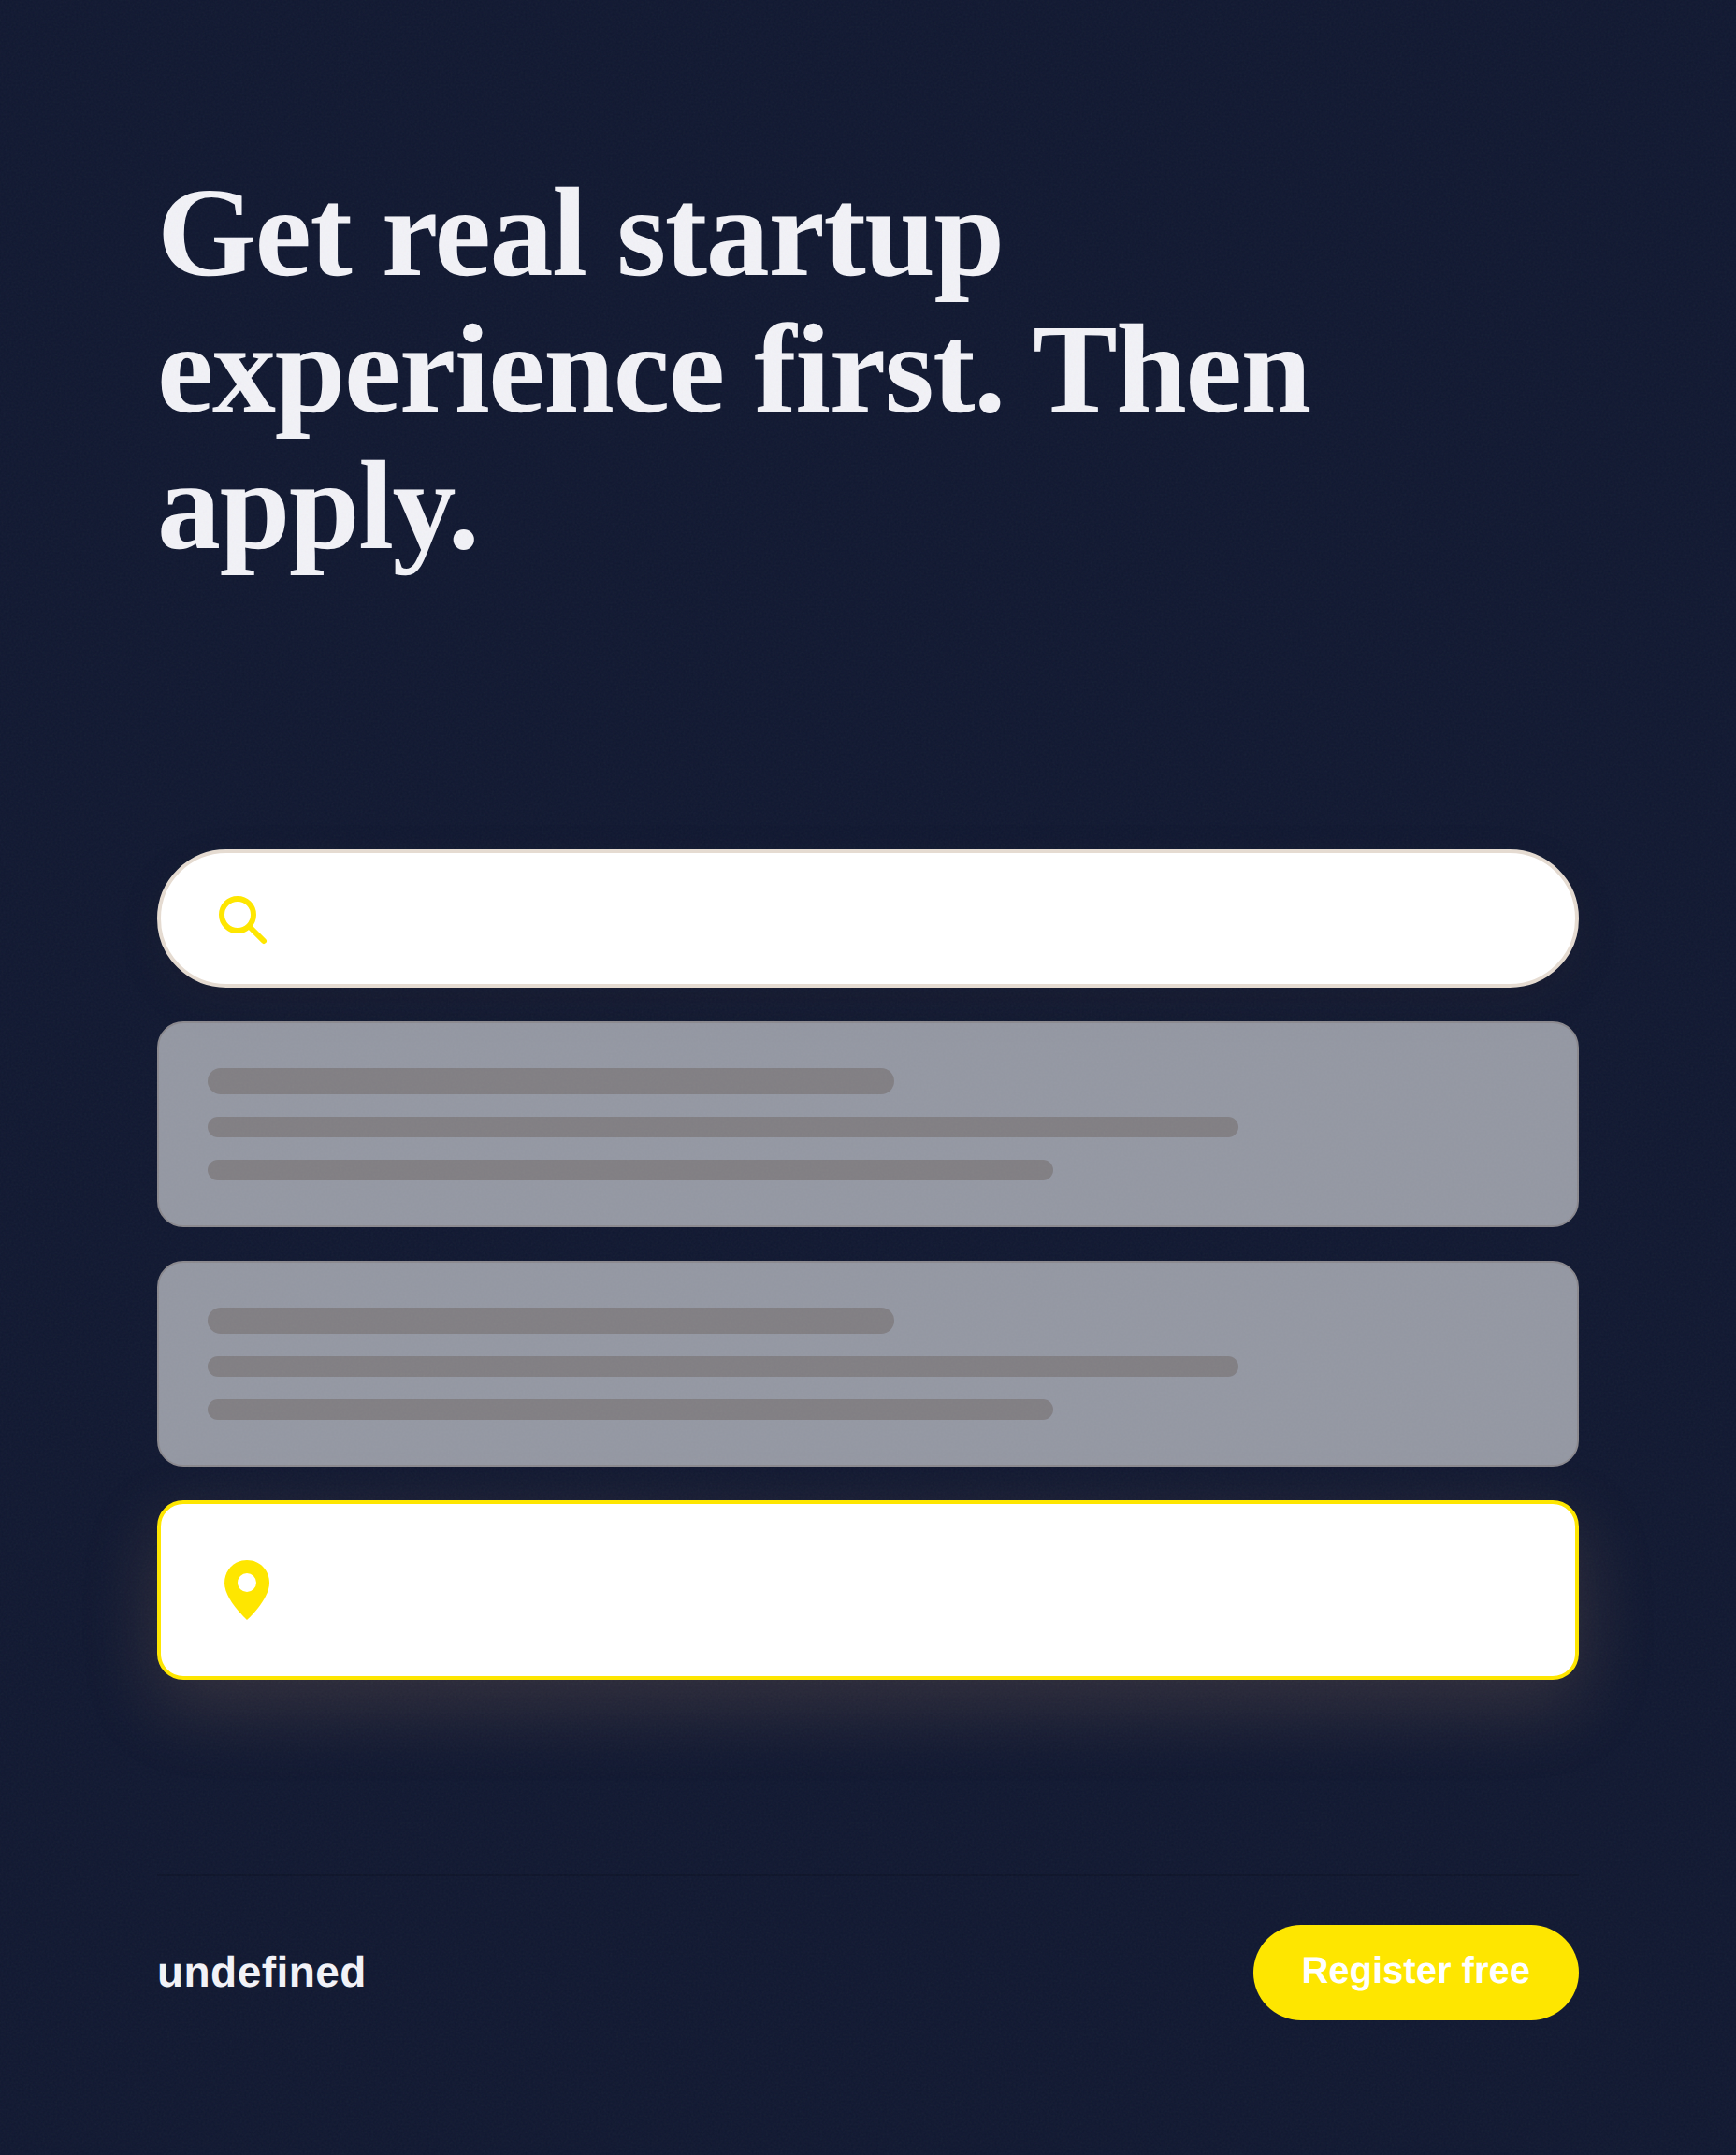 Get real startup
experience first. Then
apply.
undefined
Register free